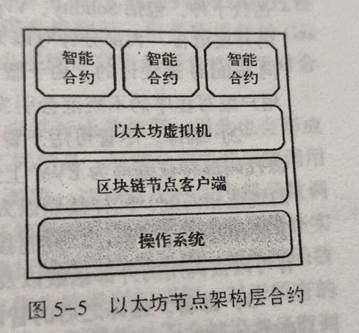 智能 智能 智能
合约 合约 合约
以太坊虚拟机
区块链节点客户端
操作系统
图 5-5 以太坊节点架构层合约